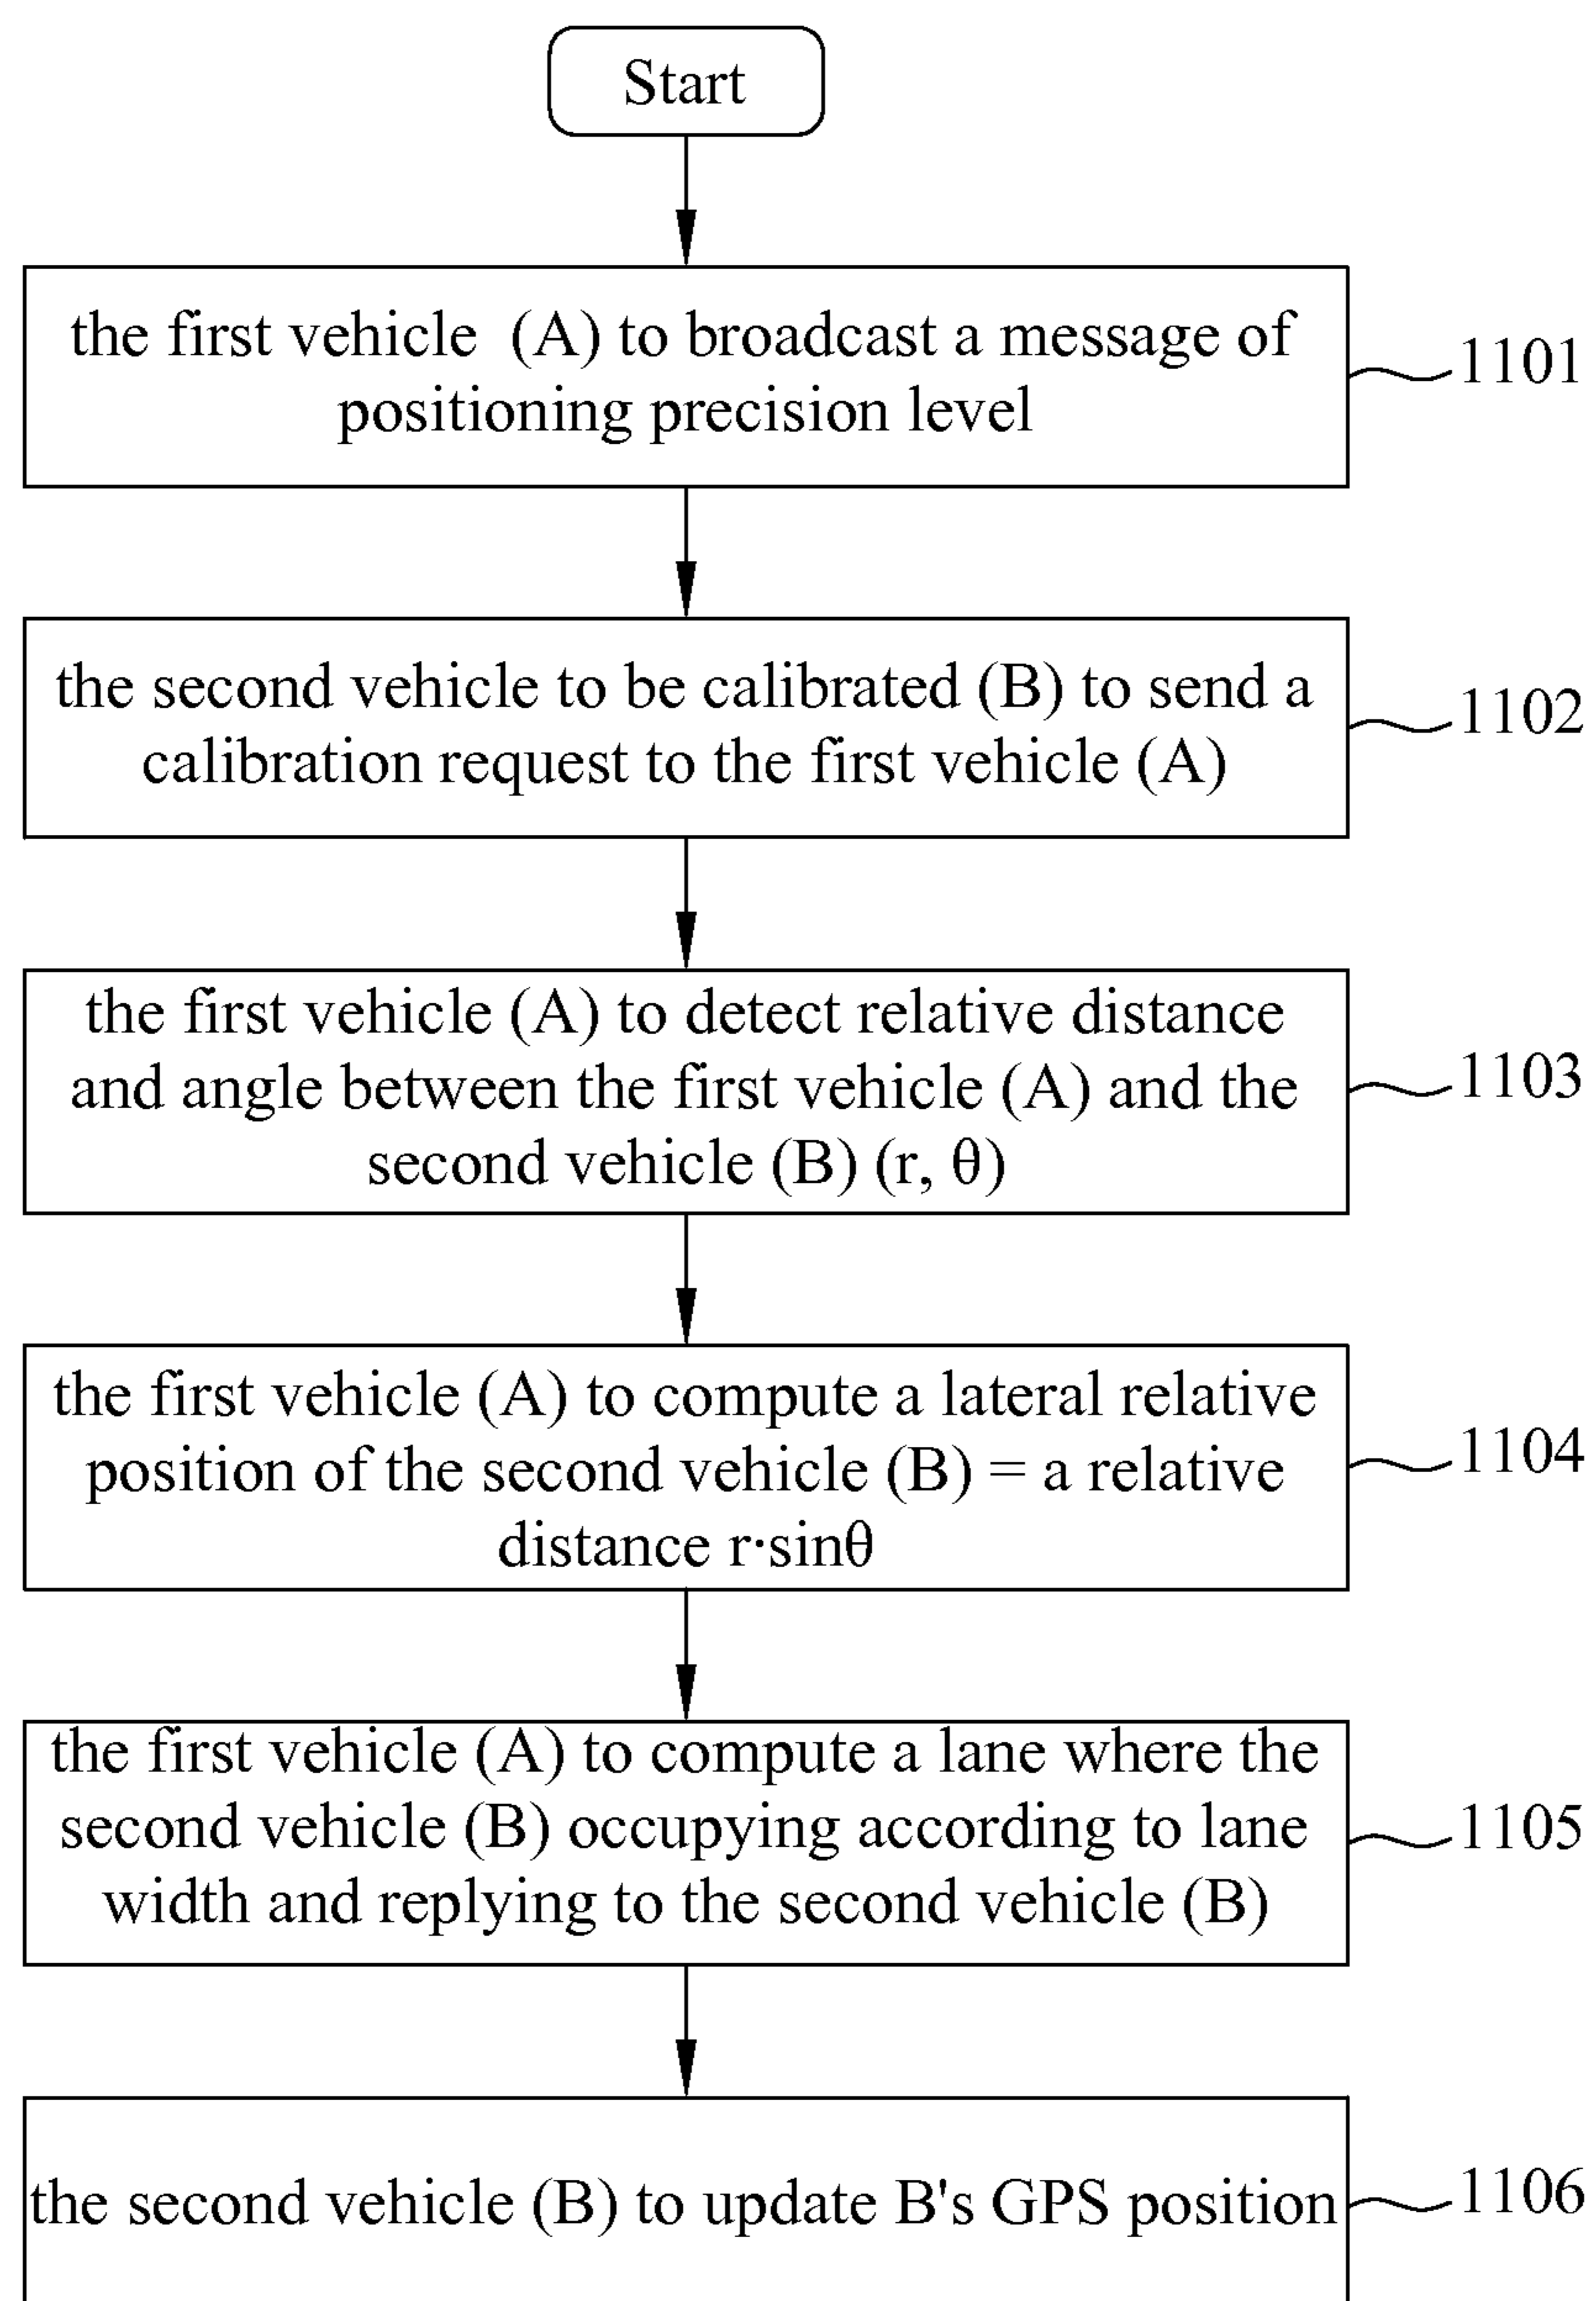 Start
the first vehicle (A) to broadcast a message of
positioning precision level
1101
the second vehicle to be calibrated (B) to send a
calibration request to the first vehicle (A)
1102
the first vehicle (A) to detect relative distance
and angle between the first vehicle (A) and the
second vehicle (B) (r, θ)
1103
the first vehicle (A) to compute a lateral relative
position of the second vehicle (B) = a relative
distance r·sinθ
1104
the first vehicle (A) to compute a lane where the
second vehicle (B) occupying according to lane
width and replying to the second vehicle (B)
1105
the second vehicle (B) to update B's GPS position
1106